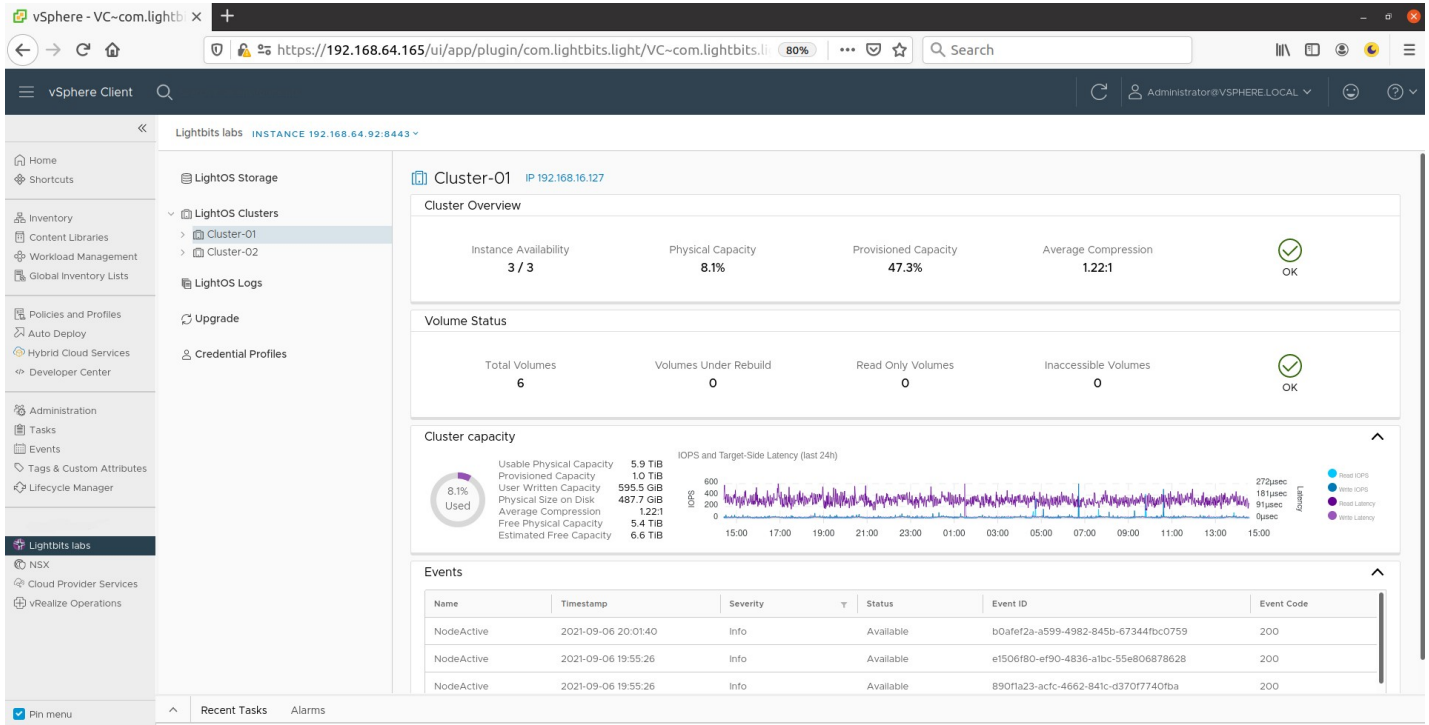 vSphere - VC~com.lightbi
https://192.168.64.165/ui/app/plugin/com.lightbits.light/VC~com.lightbits.li 80% Search
vSphere Client Administrator@VSPHERE.LOCAL
Lightbits labs INSTANCE 192.168.64.92:8443
Home
Shortcuts
Inventory
Content Libraries
Workload Management
Global Inventory Lists
Policies and Profiles
Auto Deploy
Hybrid Cloud Services
Developer Center
Administration
Tasks
Events
Tags & Custom Attributes
Lifecycle Manager
Lightbits labs
NSX
Cloud Provider Services
vRealize Operations
Pin menu
LightOS Storage
LightOS Clusters
Cluster-01
Cluster-02
LightOS Logs
Upgrade
Credential Profiles
Cluster-01 IP 192.168.16.127
Cluster Overview
Instance Availability Physical Capacity Provisioned Capacity Average Compression
3 / 3 8.1% 47.3% 1.22:1 OK
Volume Status
Total Volumes Volumes Under Rebuild Read Only Volumes Inaccessible Volumes
6 0 0 0 OK
Cluster capacity
8.1%
Used
Usable Physical Capacity 5.9 TiB
Provisioned Capacity 1.0 TiB
User Written Capacity 595.5 GiB
Physical Size on Disk 487.7 GiB
Average Compression 1.22:1
Free Physical Capacity 5.4 TiB
Estimated Free Capacity 6.6 TiB
IOPS and Target-Side Latency (last 24h)
IOPS
600
400
200
0
272µsec
181µsec
91µsec
0µsec
Latency
15:00 17:00 19:00 21:00 23:00 01:00 03:00 05:00 07:00 09:00 11:00 13:00 15:00
Read IOPS
Write IOPS
Read Latency
Write Latency
Events
Name Timestamp Severity Status Event ID Event Code
NodeActive 2021-09-06 20:01:40 Info Available b0afef2a-a599-4982-845b-67344fbc0759 200
NodeActive 2021-09-06 19:55:26 Info Available e1506f80-ef90-4836-a1bc-55e806878628 200
NodeActive 2021-09-06 19:55:26 Info Available 890f1a23-acfc-4662-841c-d370f7740fba 200
Recent Tasks Alarms